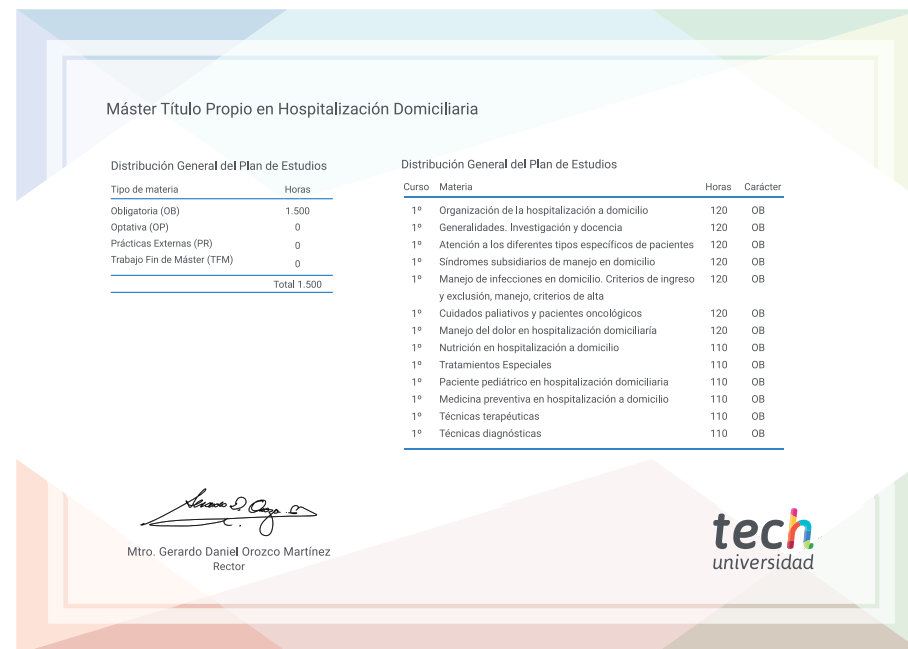 Máster Título Propio en Hospitalización Domiciliaria
Distribución General del Plan de Estudios
Tipo de materia Horas
Obligatoria (OB) 1.500
Optativa (OP) 0
Prácticas Externas (PR) 0
Trabajo Fin de Máster (TFM) 0
Total 1.500
Distribución General del Plan de Estudios
Curso Materia Horas Carácter
1º Organización de la hospitalización a domicilio 120 OB
1º Generalidades. Investigación y docencia 120 OB
1º Atención a los diferentes tipos específicos de pacientes 120 OB
1º Síndromes subsidiarios de manejo en domicilio 120 OB
1º Manejo de infecciones en domicilio. Criterios de ingreso 120 OB
y exclusión, manejo, criterios de alta
1º Cuidados paliativos y pacientes oncológicos 120 OB
1º Manejo del dolor en hospitalización domiciliaría 120 OB
1º Nutrición en hospitalización a domicilio 110 OB
1º Tratamientos Especiales 110 OB
1º Paciente pediátrico en hospitalización domiciliaria 110 OB
1º Medicina preventiva en hospitalización a domicilio 110 OB
1º Técnicas terapéuticas 110 OB
1º Técnicas diagnósticas 110 OB
Mtro. Gerardo Daniel Orozco Martínez
Rector
tech
universidad